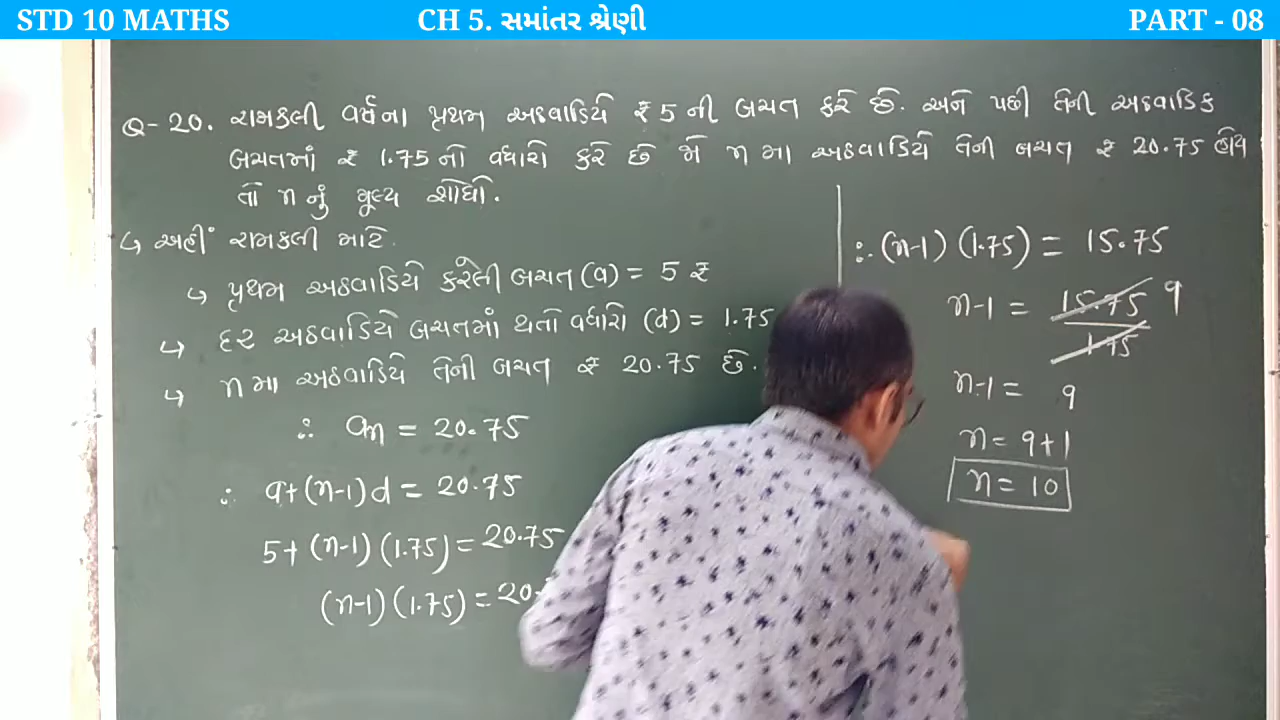 STD 10 MATHS CH 5. સમાંતર શ્રેણી PART - 08
Q-20. રામકલી વર્ષના પ્રથમ અઠવાડિયે ₹ 5 ની બચત કરે છે. અને પછી તેની અઠવાડિક
બચતમાં ₹ 1.75 નો વધારો કરે છે જો n મા અઠવાડિયે તેની બચત ₹ 20.75 હોય
તો n નું મૂલ્ય શોધો.
↳ અહીં રામકલી માટે.
↳ પ્રથમ અઠવાડિયે કરેલી બચત (a) = 5 ₹
↳ દર અઠવાડિયે બચતમાં થતો વધારો (d) = 1.75
↳ n મા અઠવાડિયે તેની બચત ₹ 20.75 છે.
∴ an = 20.75
∴ a+(n-1)d = 20.75
5+(n-1)(1.75) = 20.75
(n-1)(1.75) = 20.
∴ (n-1)(1.75) = 15.75
n-1 = 15.75 9
1.75
n-1 = 9
n = 9+1
n = 10